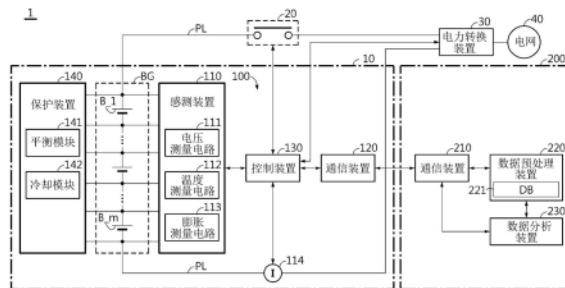 1
20
30
40
PL
电力转换
装置
电网
10
200
140
BG
110
100
保护装置
B_1
感测装置
141
平衡模块
111
电压
测量电路
130
120
210
220
142
冷却模块
112
温度
测量电路
控制装置
通信装置
通信装置
数据预处理
装置
221
DB
113
膨胀
测量电路
230
数据分析
装置
B_m
PL
I
114